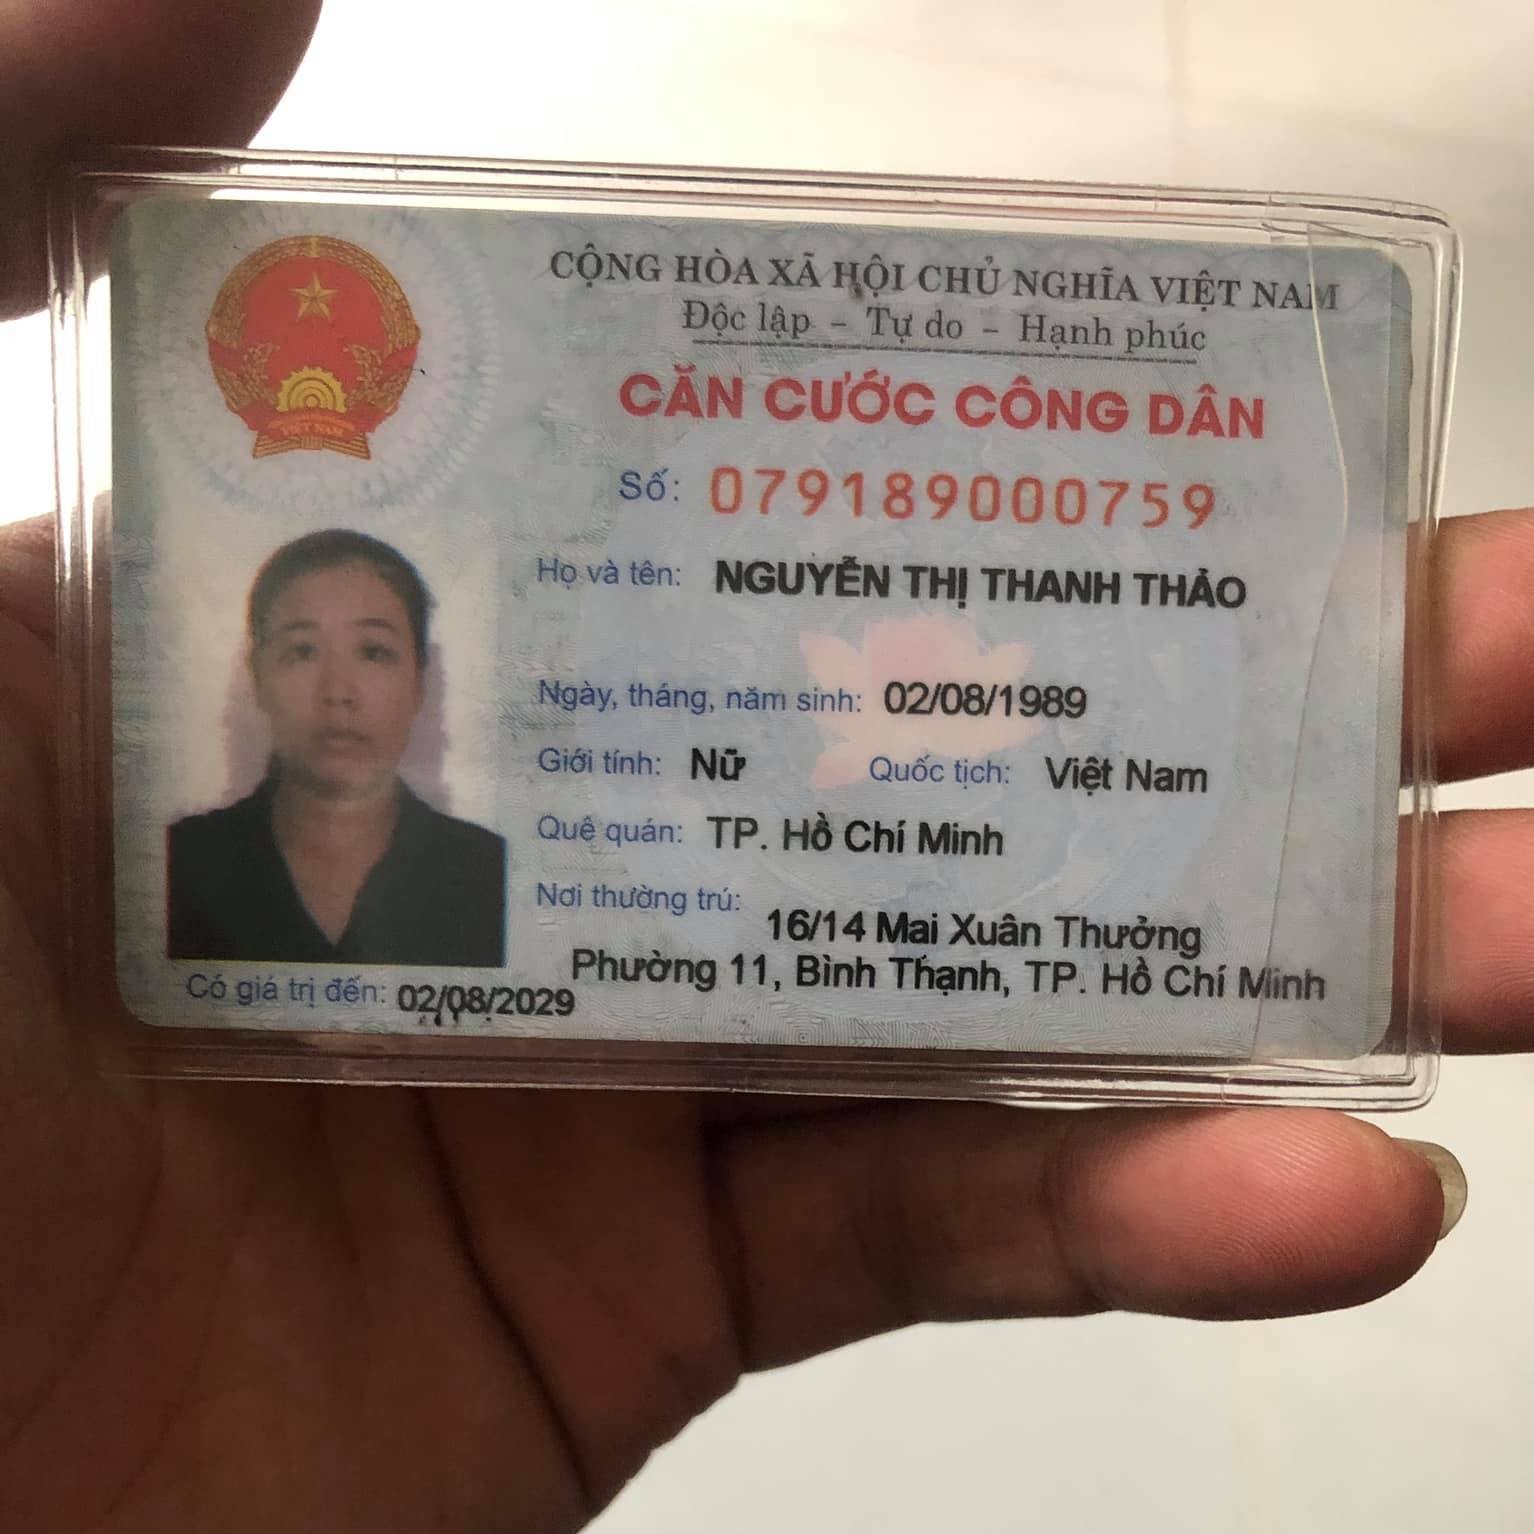 CỘNG HÒA XÃ HỘI CHỦ NGHĨA VIỆT NAM
Độc lập - Tự do - Hạnh phúc
CĂN CƯỚC CÔNG DÂN
Số: 079189000759
Họ và tên: NGUYỄN THỊ THANH THẢO
Ngày, tháng, năm sinh: 02/08/1989
Giới tính: Nữ Quốc tịch: Việt Nam
Quê quán: TP. Hồ Chí Minh
Nơi thường trú: 16/14 Mai Xuân Thưởng
Phường 11, Bình Thạnh, TP. Hồ Chí Minh
Có giá trị đến: 02/08/2029
VIỆT NAM